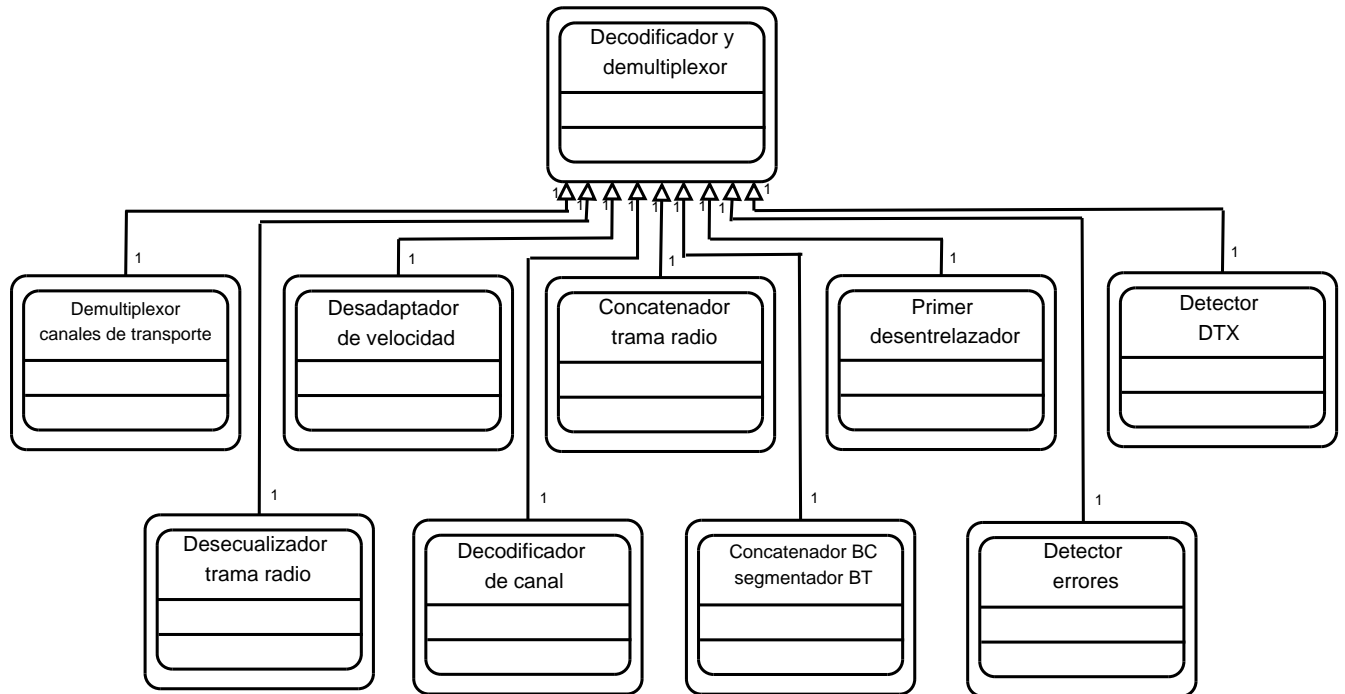 Decodificador y
demultiplexor
1 1 1 1 1 1 1 1 1
1 1 1 1 1
Demultiplexor
canales de transporte
Desadaptador
de velocidad
Concatenador
trama radio
Primer
desentrelazador
Detector
DTX
1 1 1 1
Desecualizador
trama radio
Decodificador
de canal
Concatenador BC
segmentador BT
Detector
errores